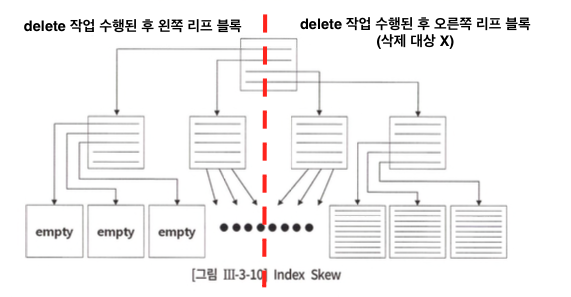 delete 작업 수행된 후 왼쪽 리프 블록
delete 작업 수행된 후 오른쪽 리프 블록
(삭제 대상 X)
empty
empty
empty
[그림 III-3-10] Index Skew